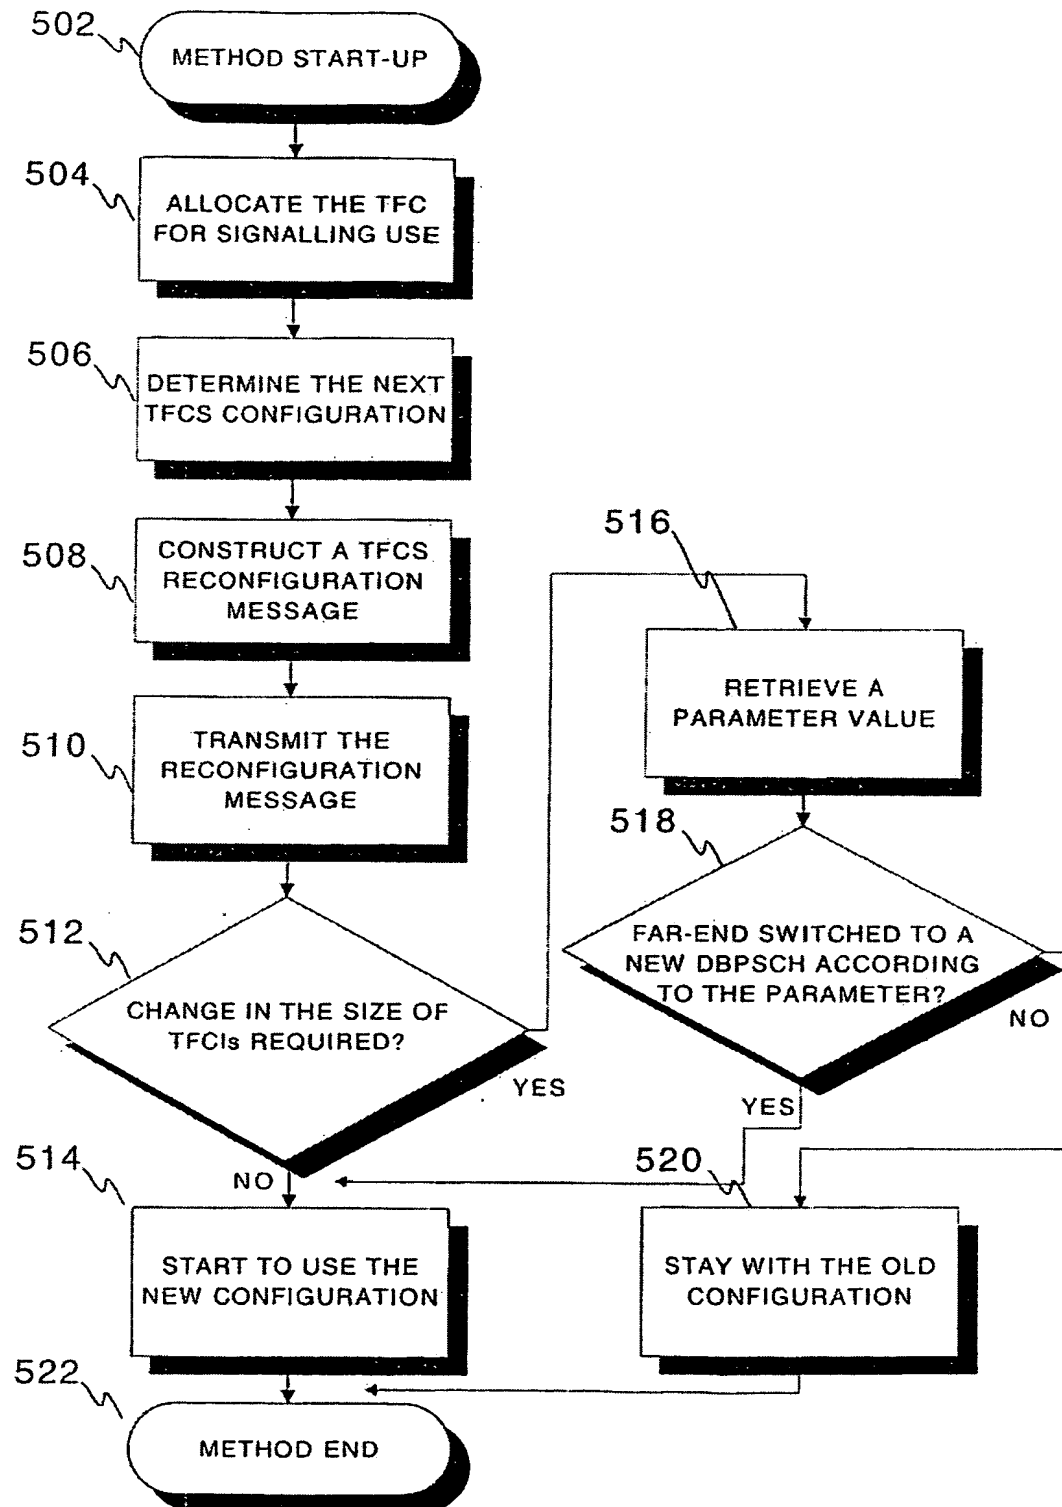 502
METHOD START-UP
504
ALLOCATE THE TFC
FOR SIGNALLING USE
506
DETERMINE THE NEXT
TFCS CONFIGURATION
508
CONSTRUCT A TFCS
RECONFIGURATION
MESSAGE
510
TRANSMIT THE
RECONFIGURATION
MESSAGE
512
CHANGE IN THE SIZE OF
TFCIs REQUIRED?
YES
NO
516
RETRIEVE A
PARAMETER VALUE
518
FAR-END SWITCHED TO A
NEW DBPSCH ACCORDING
TO THE PARAMETER?
NO
YES
514
START TO USE THE
NEW CONFIGURATION
520
STAY WITH THE OLD
CONFIGURATION
522
METHOD END